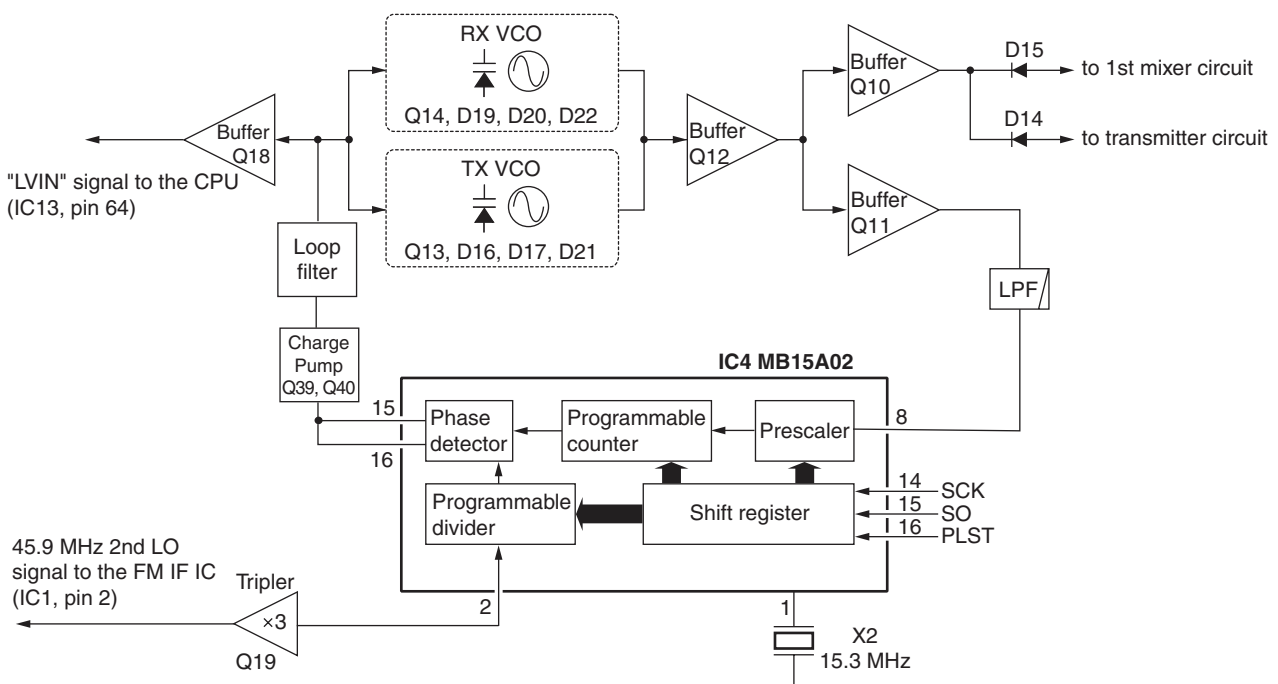 RX VCO
Q14, D19, D20, D22
TX VCO
Q13, D16, D17, D21
Buffer
Q18
"LVIN" signal to the CPU
(IC13, pin 64)
Buffer
Q12
Buffer
Q10
Buffer
Q11
D15
to 1st mixer circuit
D14
to transmitter circuit
Loop
filter
LPF
Charge
Pump
Q39, Q40
IC4 MB15A02
15
16
Phase
detector
Programmable
counter
Prescaler
8
Programmable
divider
Shift register
14
SCK
15
SO
16
PLST
45.9 MHz 2nd LO
signal to the FM IF IC
(IC1, pin 2)
Tripler
×3
Q19
2
1
X2
15.3 MHz